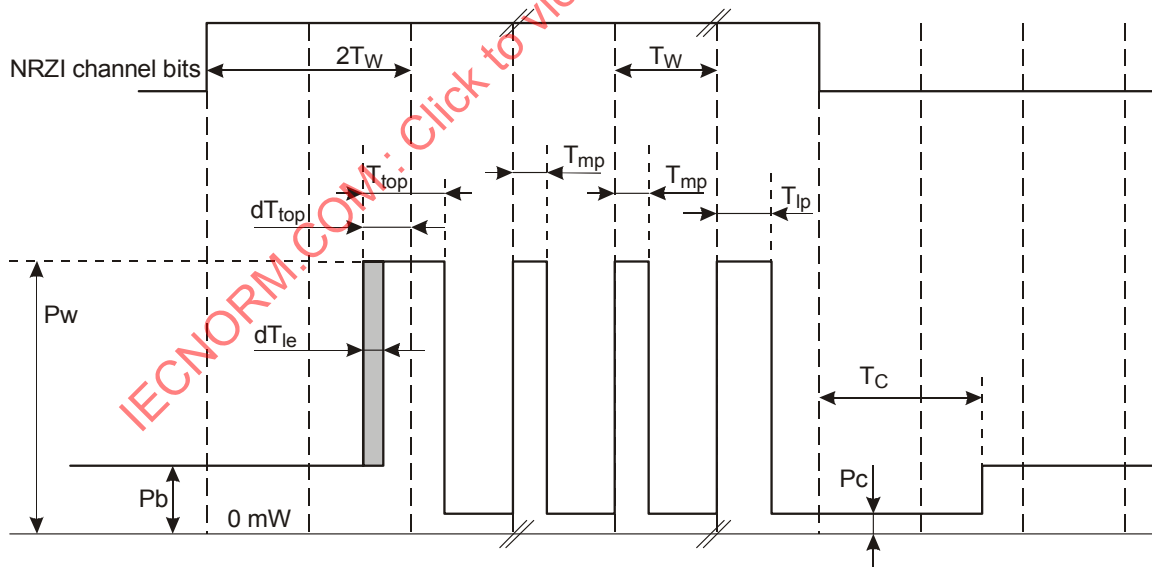 NRZI channel bits
2TW
TW
Ttop
Tmp
Tmp
Tlp
dTtop
Pw
dTle
TC
Pb
0 mW
Pc
IECNORM.COM : Click to vie